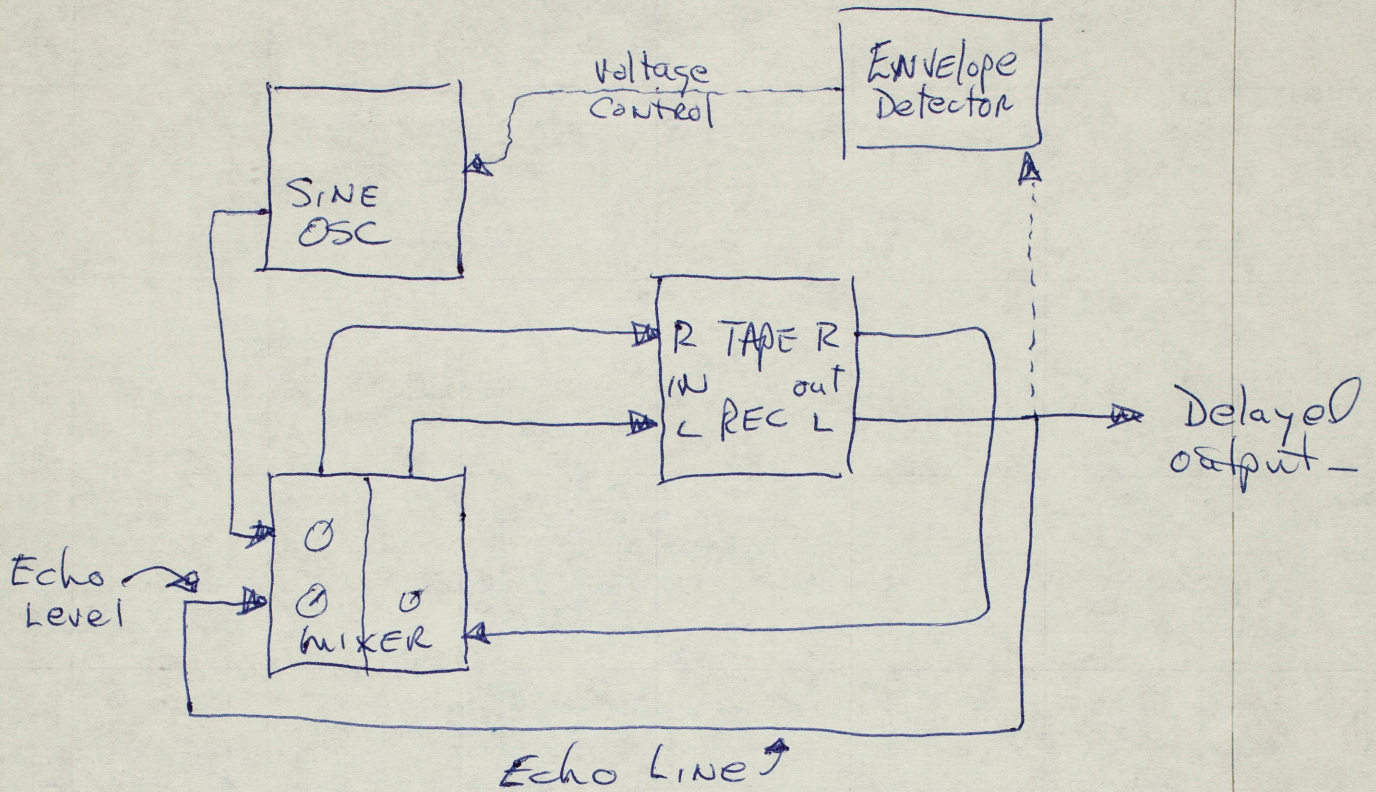 Envelope
Detector
Voltage
Control
SINE
OSC
R TAPE R
IN out
L REC L
Delayed
output
Echo
Level
MIXER
Echo LINE